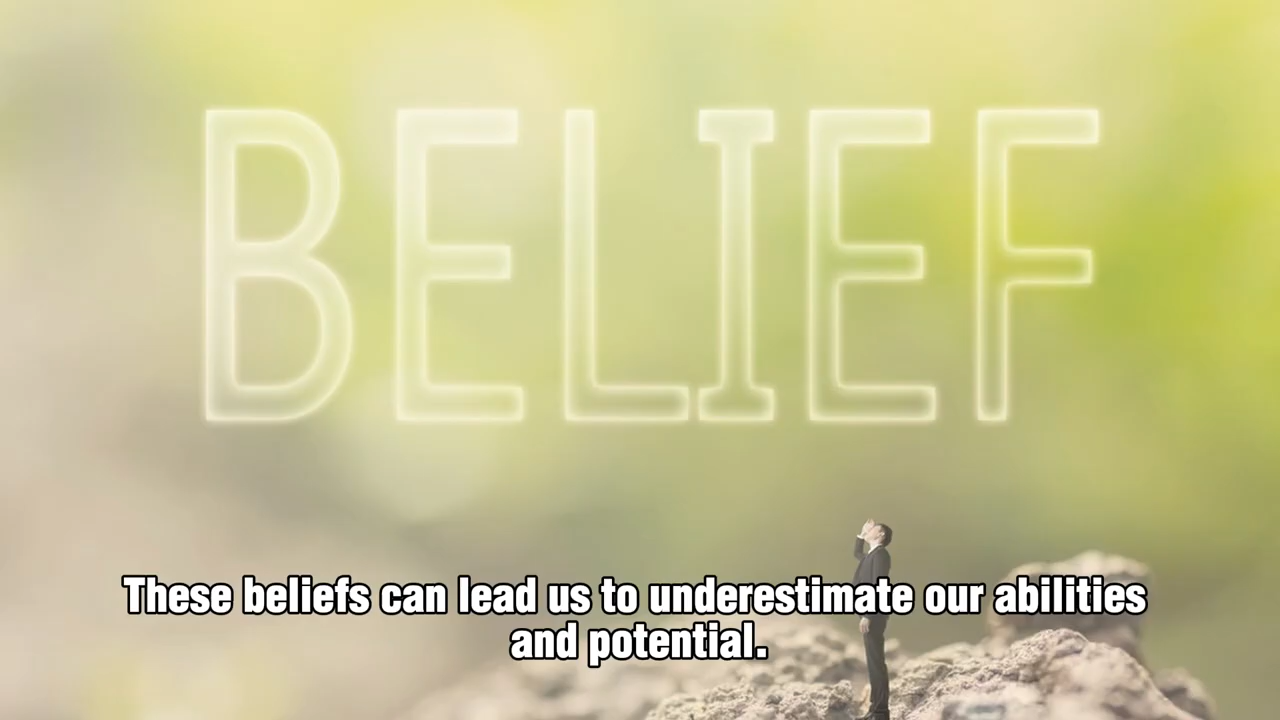 BELIEF
These beliefs can lead us to underestimate our abilities
and potential.